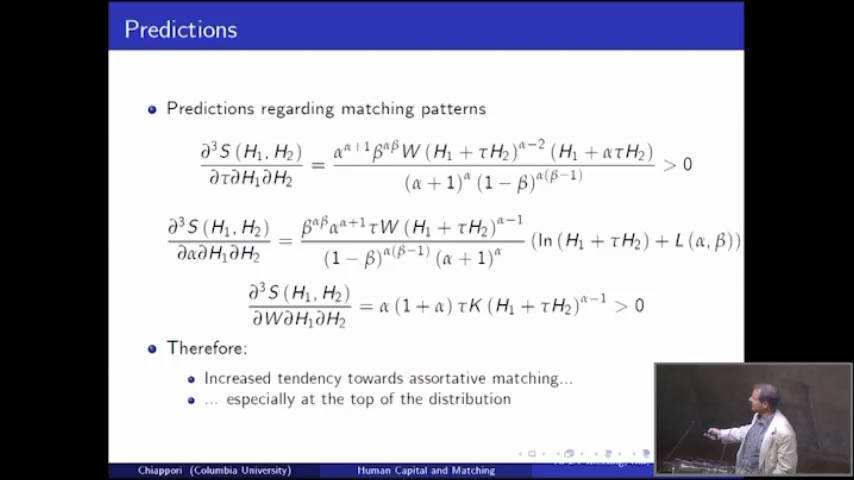 Predictions
Predictions regarding matching patterns
∂³S (H₁, H₂) / ∂τ∂H₁∂H₂ = α^{α+1}β^{αβ}W (H₁ + τH₂)^{α−2} (H₁ + ατH₂) / (α + 1)^α (1 − β)^{α(β−1)} > 0
∂³S (H₁, H₂) / ∂α∂H₁∂H₂ = β^{αβ}α^{α+1}τW (H₁ + τH₂)^{α−1} / (1 − β)^{α(β−1)} (α + 1)^α (ln (H₁ + τH₂) + L (α, β))
∂³S (H₁, H₂) / ∂W∂H₁∂H₂ = α (1 + α) τK (H₁ + τH₂)^{α−1} > 0
Therefore:
Increased tendency towards assortative matching...
... especially at the top of the distribution
Chiappori (Columbia University) Human Capital and Matching